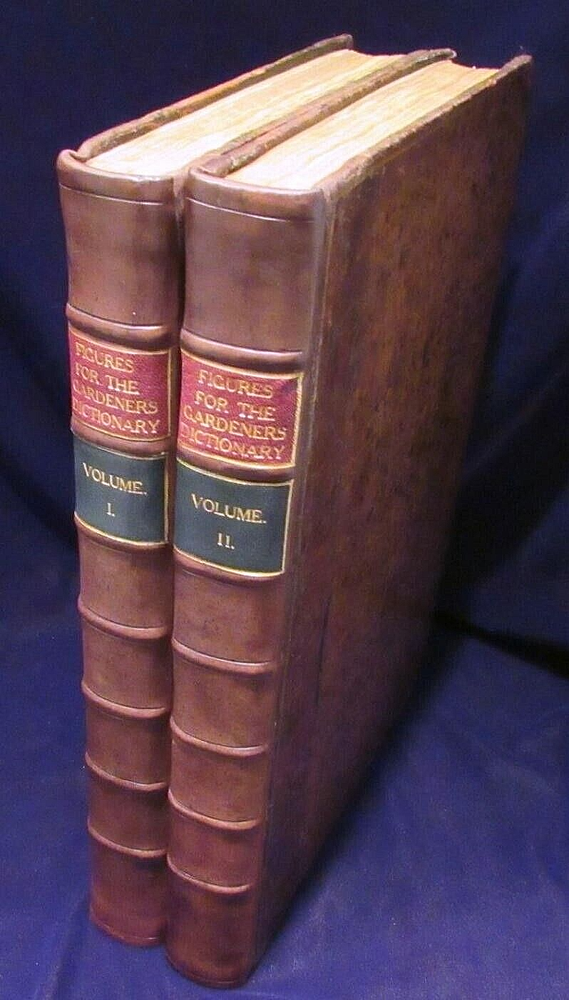 FIGURES
FOR THE
GARDENERS
DICTIONARY
VOLUME.
I.
FIGURES
FOR THE
GARDENERS
DICTIONARY
VOLUME.
II.